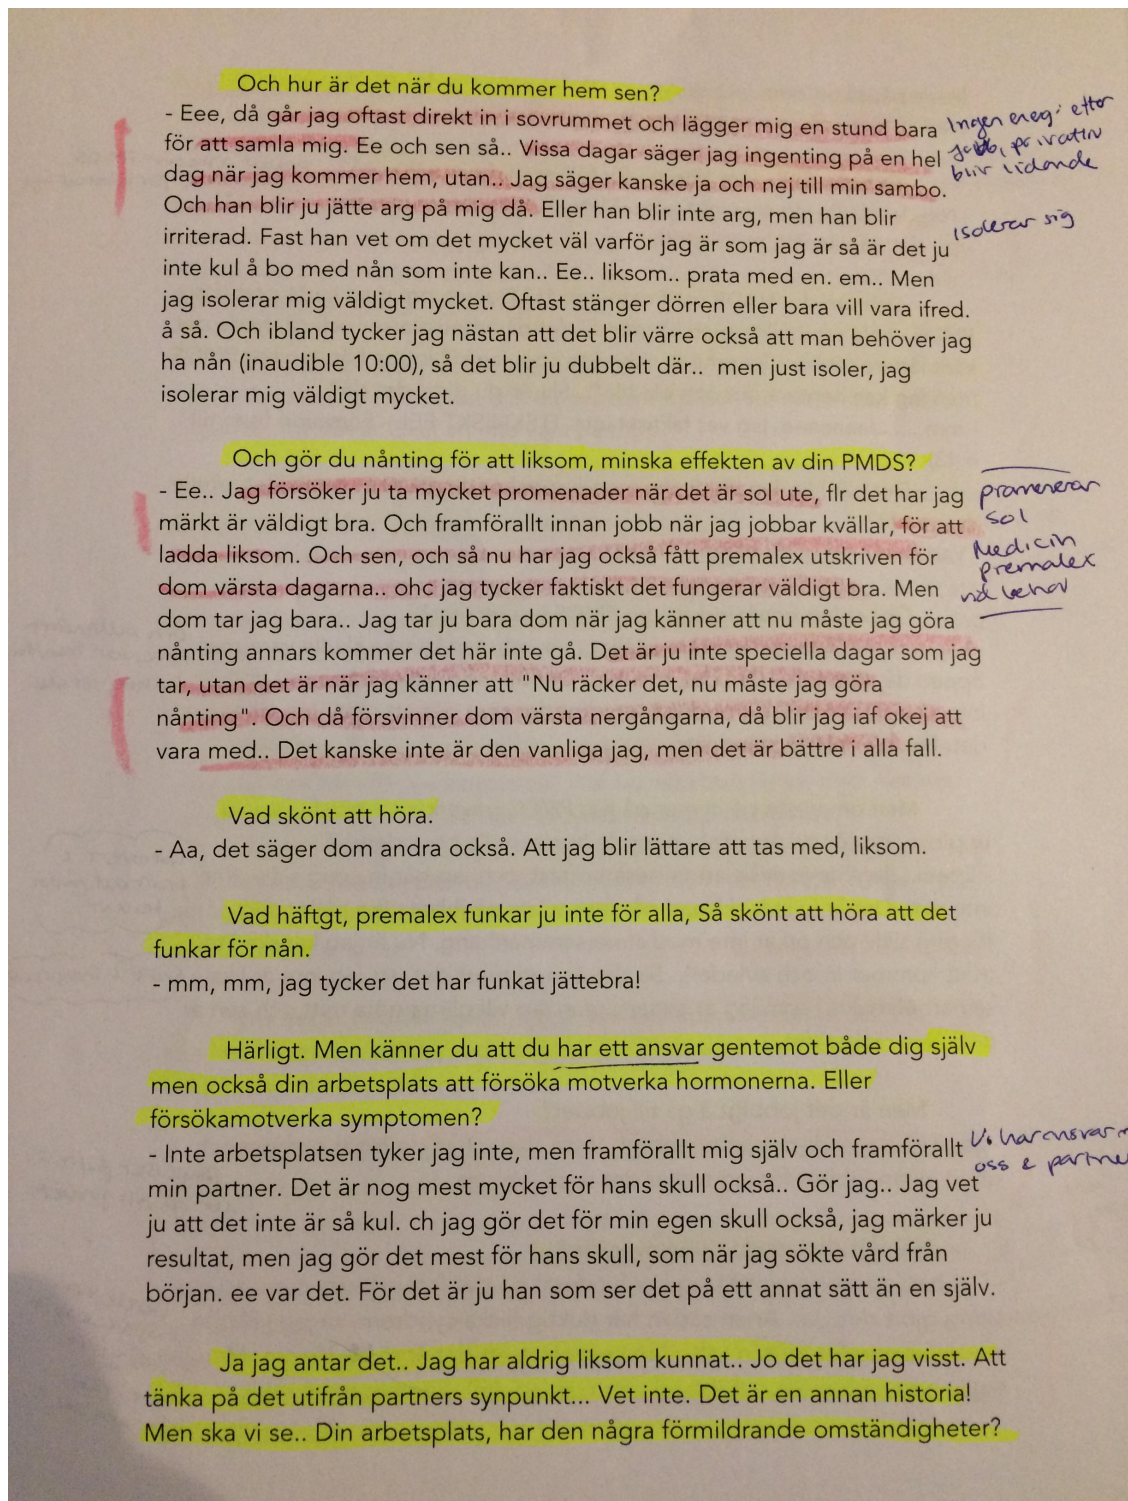 Och hur är det när du kommer hem sen?
- Eee, då går jag oftast direkt in i sovrummet och lägger mig en stund bara
för att samla mig. Ee och sen så.. Vissa dagar säger jag ingenting på en hel
dag när jag kommer hem, utan.. Jag säger kanske ja och nej till min sambo.
Och han blir ju jätte arg på mig då. Eller han blir inte arg, men han blir
irriterad. Fast han vet om det mycket väl varför jag är som jag är så är det ju
inte kul å bo med nån som inte kan.. Ee.. liksom.. prata med en. em.. Men
jag isolerar mig väldigt mycket. Oftast stänger dörren eller bara vill vara ifred.
å så. Och ibland tycker jag nästan att det blir värre också att man behöver jag
ha nån (inaudible 10:00), så det blir ju dubbelt där.. men just isoler, jag
isolerar mig väldigt mycket.
Ingen energi efter
jobb, privatliv
blir lidande
isolerar sig
Och gör du nånting för att liksom, minska effekten av din PMDS?
- Ee.. Jag försöker ju ta mycket promenader när det är sol ute, flr det har jag
märkt är väldigt bra. Och framförallt innan jobb när jag jobbar kvällar, för att
ladda liksom. Och sen, och så nu har jag också fått premalex utskriven för
dom värsta dagarna.. ohc jag tycker faktiskt det fungerar väldigt bra. Men
dom tar jag bara.. Jag tar ju bara dom när jag känner att nu måste jag göra
nånting annars kommer det här inte gå. Det är ju inte speciella dagar som jag
tar, utan det är när jag känner att "Nu räcker det, nu måste jag göra
nånting". Och då försvinner dom värsta nergångarna, då blir jag iaf okej att
vara med.. Det kanske inte är den vanliga jag, men det är bättre i alla fall.
promenerar
sol
Medicin
premalex
vid behov
Vad skönt att höra.
- Aa, det säger dom andra också. Att jag blir lättare att tas med, liksom.
Vad häftgt, premalex funkar ju inte för alla, Så skönt att höra att det
funkar för nån.
- mm, mm, jag tycker det har funkat jättebra!
Härligt. Men känner du att du har ett ansvar gentemot både dig själv
men också din arbetsplats att försöka motverka hormonerna. Eller
försökamotverka symptomen?
- Inte arbetsplatsen tyker jag inte, men framförallt mig själv och framförallt
min partner. Det är nog mest mycket för hans skull också.. Gör jag.. Jag vet
ju att det inte är så kul. ch jag gör det för min egen skull också, jag märker ju
resultat, men jag gör det mest för hans skull, som när jag sökte vård från
början. ee var det. För det är ju han som ser det på ett annat sätt än en själv.
Vi har ansvar
oss & partne
Ja jag antar det.. Jag har aldrig liksom kunnat.. Jo det har jag visst. Att
tänka på det utifrån partners synpunkt... Vet inte. Det är en annan historia!
Men ska vi se.. Din arbetsplats, har den några förmildrande omständigheter?